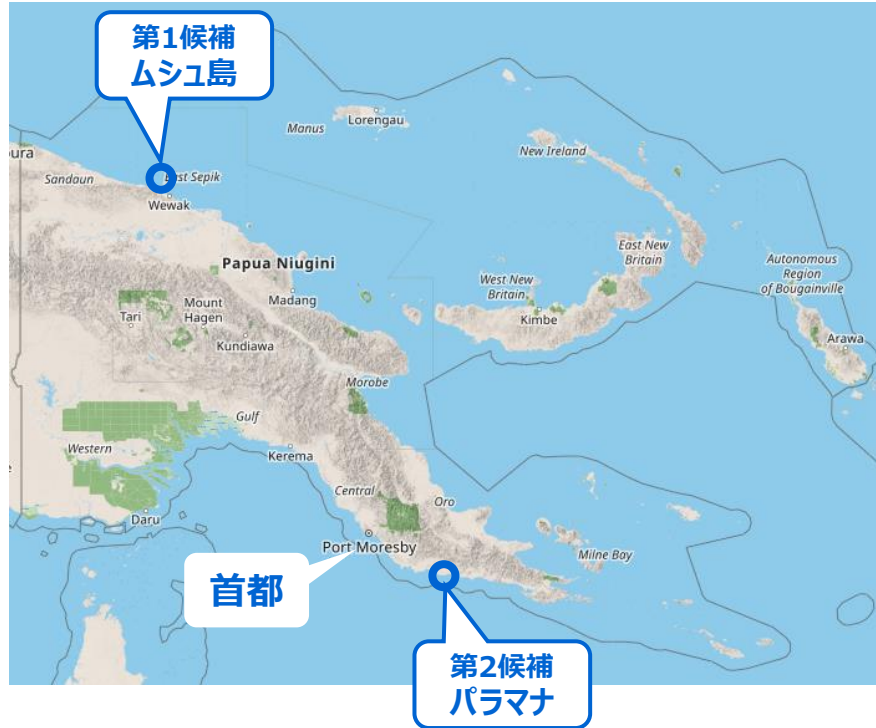 第1候補
ムシュ島
Lorengau
Manus
New Ireland
pura
Sandaun
East Sepik
Wewak
Papua Niugini
East New
Britain
Autonomous
Region
of Bougainville
West New
Britain
Madang
Mount
Hagen
Tari
Kimbe
Arawa
Kundiawa
Morobe
Gulf
Western
Kerema
Central
Oro
Daru
Port Moresby
Milne Bay
首都
第2候補
パラマナ